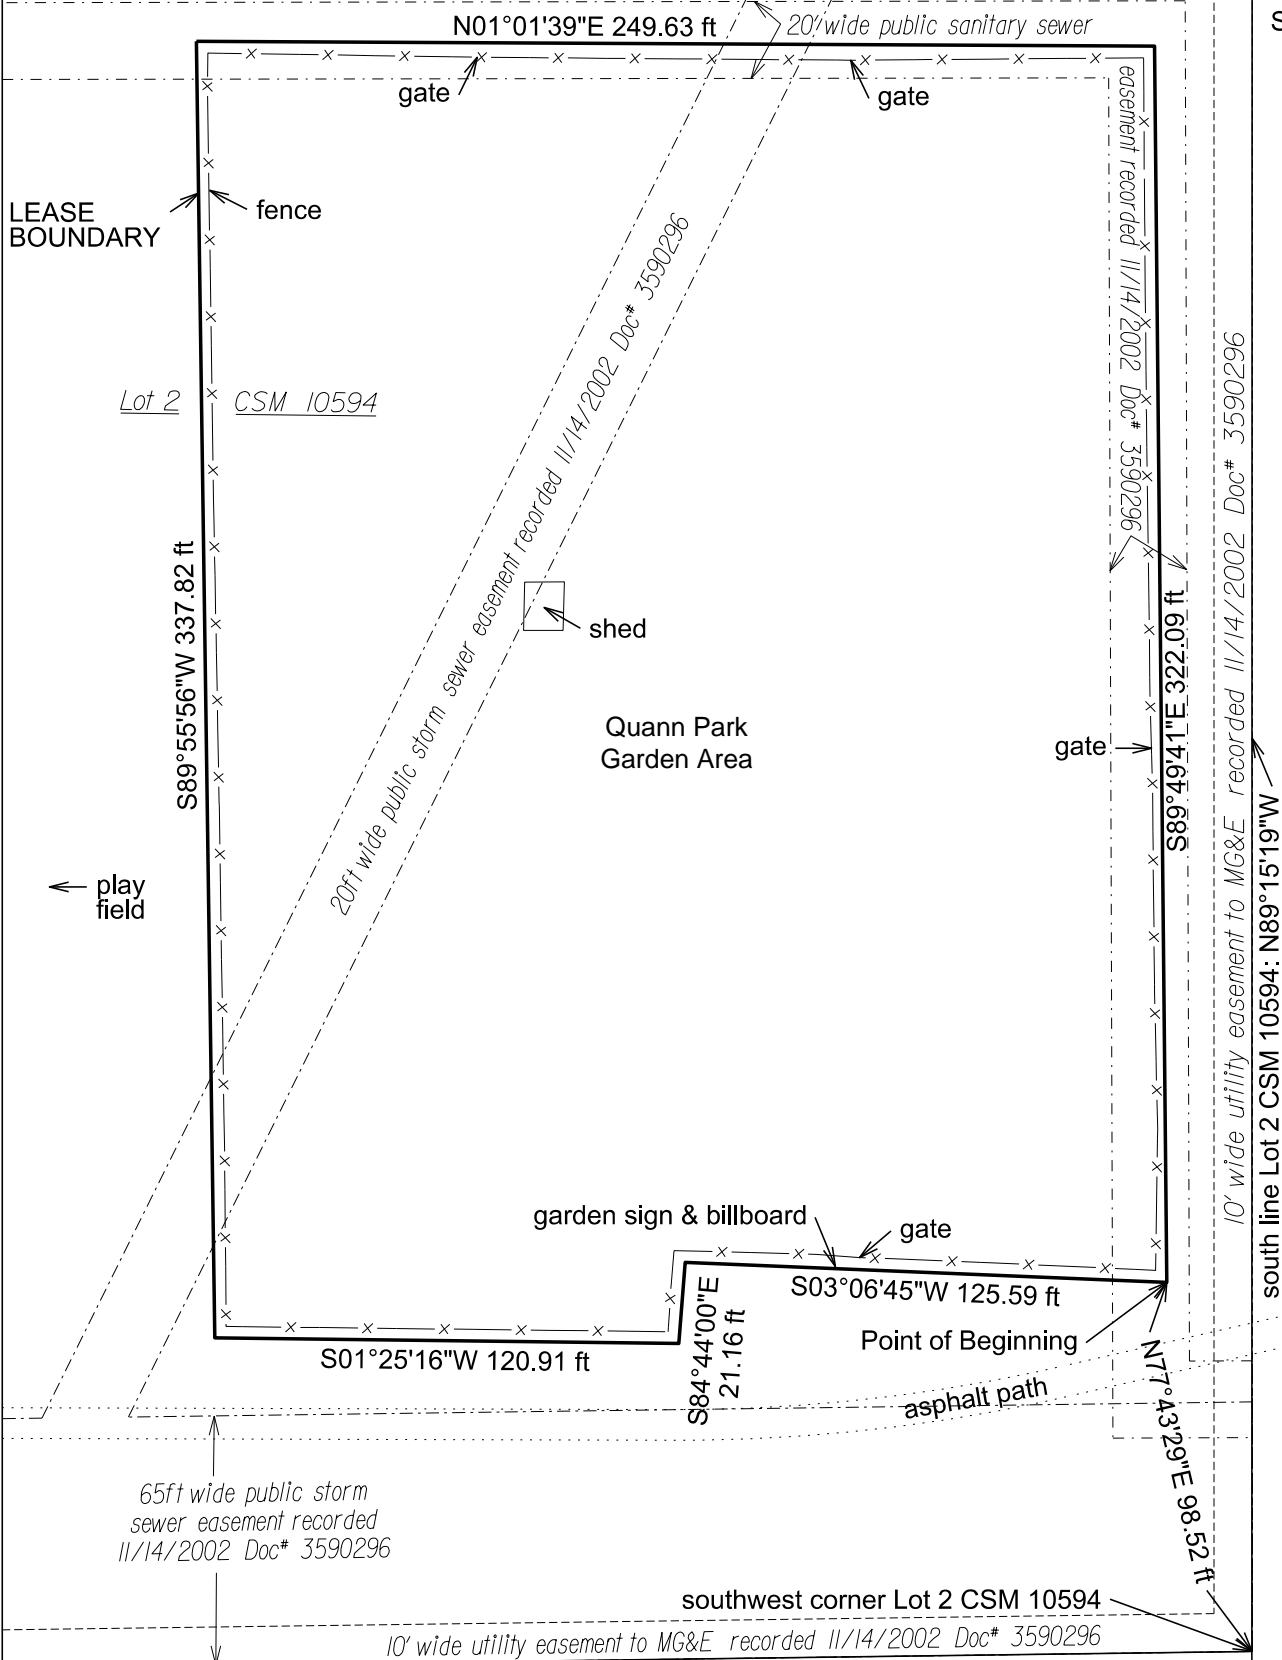 S
N01°01'39"E 249.63 ft
20' wide public sanitary sewer
easement recorded 11/14/2002 Doc# 3590296
gate
gate
LEASE
BOUNDARY
fence
Lot 2 CSM 10594
20ft wide public storm sewer easement recorded 11/14/2002 Doc# 3590296
S89°55'56"W 337.82 ft
shed
Quann Park
Garden Area
gate
S89°49'41"E 322.09 ft
10' wide utility easement to MG&E recorded 11/14/2002 Doc# 3590296
south line Lot 2 CSM 10594: N89°15'19"W
play
field
garden sign & billboard
gate
S03°06'45"W 125.59 ft
Point of Beginning
S01°25'16"W 120.91 ft
S84°44'00"E
21.16 ft
asphalt path
N77°43'29"E 98.52 ft
65ft wide public storm
sewer easement recorded
11/14/2002 Doc# 3590296
southwest corner Lot 2 CSM 10594
10' wide utility easement to MG&E recorded 11/14/2002 Doc# 3590296